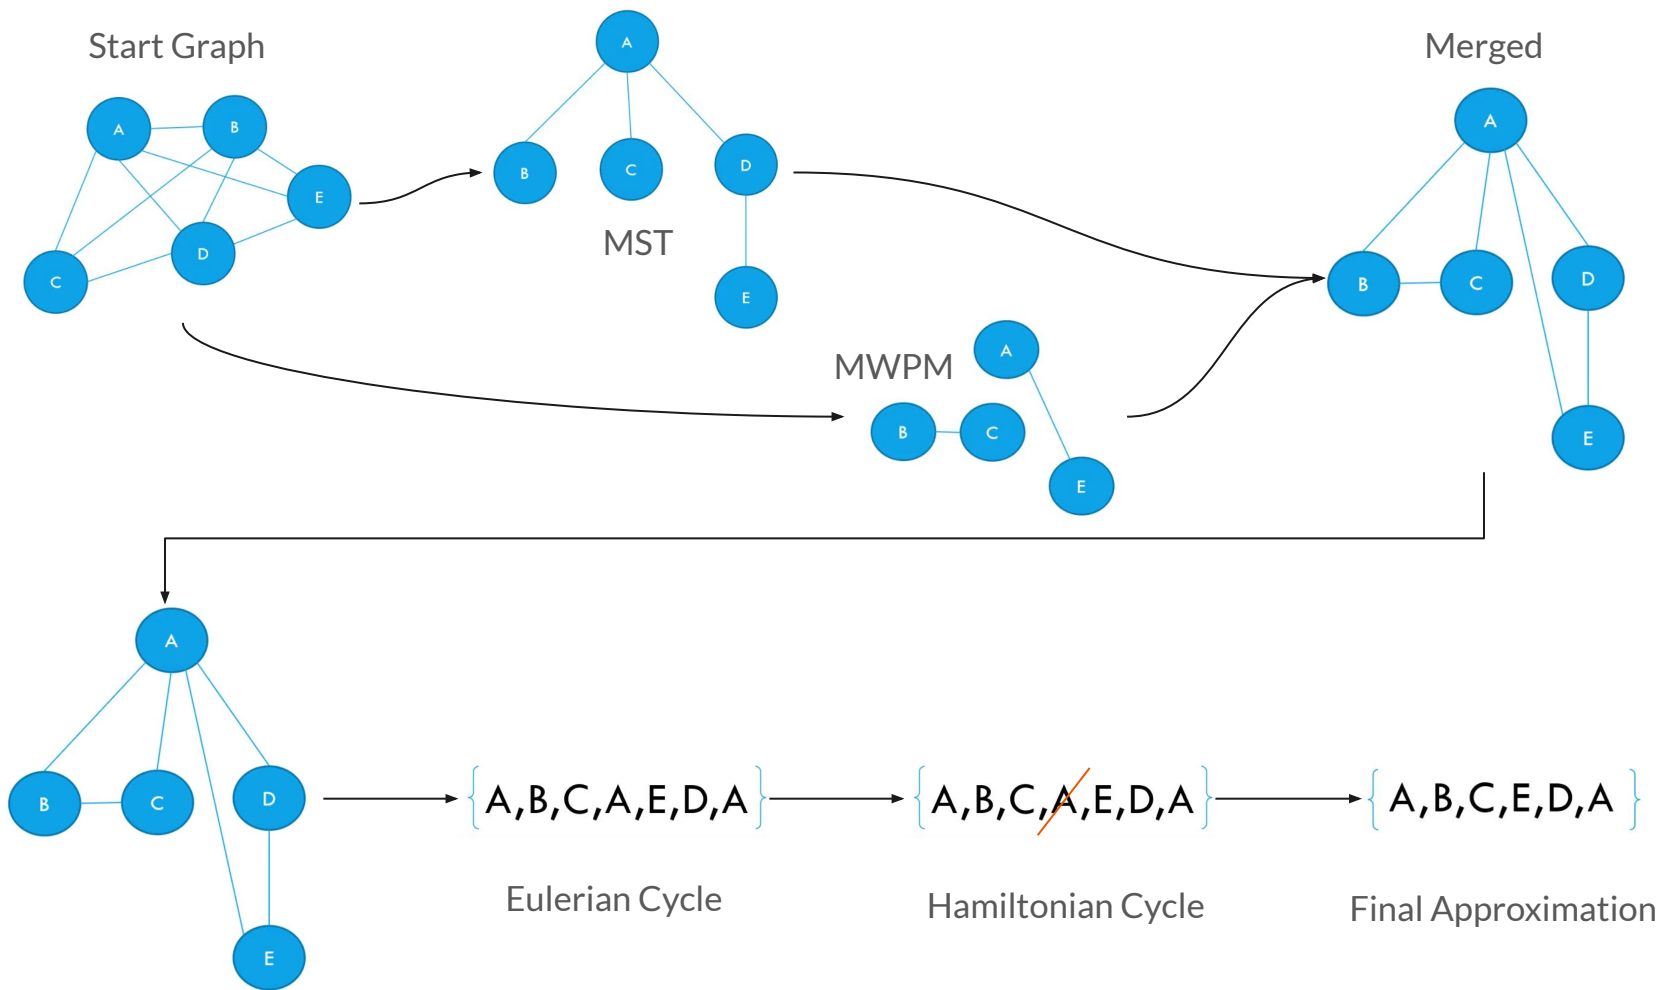 Start Graph
A
B
E
D
C
A
B
C
D
E
MST
MWPM
A
B
C
E
Merged
A
B
C
D
E
A
B
C
D
E
{A,B,C,A,E,D,A}
Eulerian Cycle
{A,B,C,A,E,D,A}
Hamiltonian Cycle
{A,B,C,E,D,A}
Final Approximation